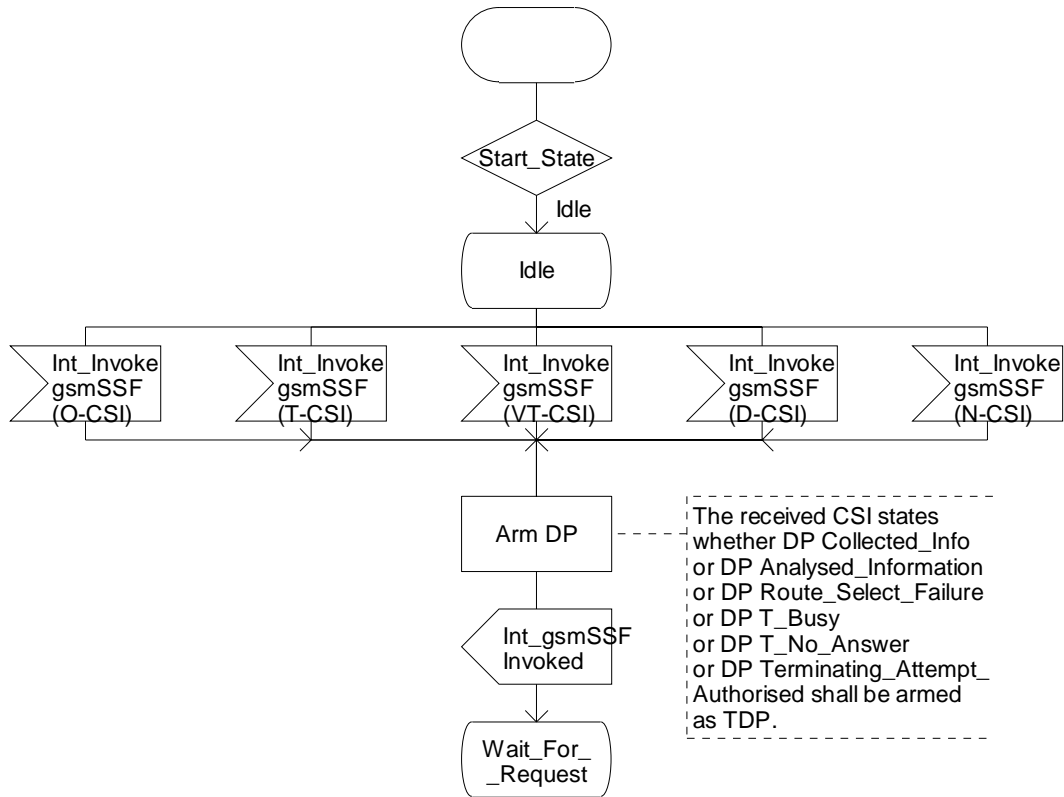 Start_State
Idle
Idle
Int_Invoke
gsmSSF
(O-CSI)
Int_Invoke
gsmSSF
(T-CSI)
Int_Invoke
gsmSSF
(VT-CSI)
Int_Invoke
gsmSSF
(D-CSI)
Int_Invoke
gsmSSF
(N-CSI)
Arm DP
The received CSI states
whether DP Collected_Info
or DP Analysed_Information
or DP Route_Select_Failure
or DP T_Busy
or DP T_No_Answer
or DP Terminating_Attempt_
Authorised shall be armed
as TDP.
Int_gsmSSF
Invoked
Wait_For_
_Request